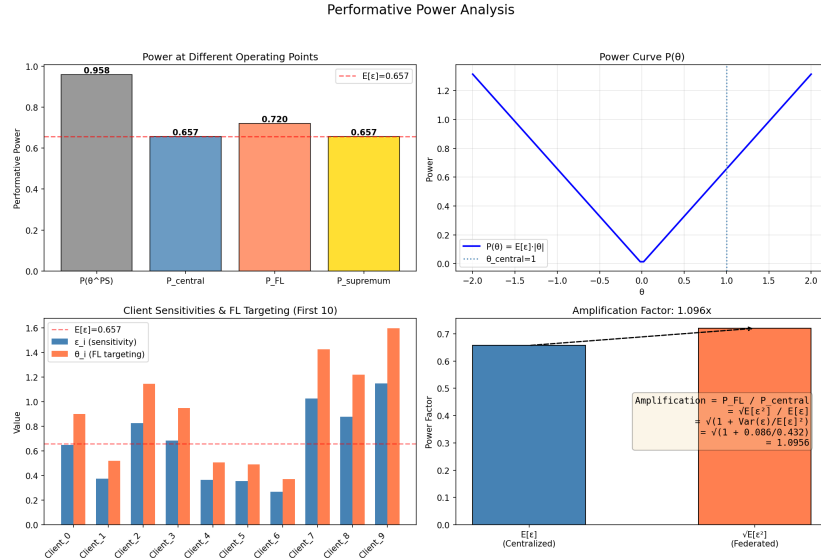 Performative Power Analysis
Power at Different Operating Points
Performative Power
1.0
0.8
0.6
0.4
0.2
0.0
0.958
0.657
0.720
0.657
E[ε]=0.657
P(θ^PS)
P_central
P_FL
P_supremum
Power Curve P(θ)
Power
1.2
1.0
0.8
0.6
0.4
0.2
0.0
P(θ) = E[ε]·|θ|
θ_central=1
−2.0
−1.5
−1.0
−0.5
0.0
0.5
1.0
1.5
2.0
θ
Client Sensitivities & FL Targeting (First 10)
Value
1.6
1.4
1.2
1.0
0.8
0.6
0.4
0.2
0.0
E[ε]=0.657
ε_i (sensitivity)
θ_i (FL targeting)
Client_0
Client_1
Client_2
Client_3
Client_4
Client_5
Client_6
Client_7
Client_8
Client_9
Amplification Factor: 1.096x
Power Factor
0.7
0.6
0.5
0.4
0.3
0.2
0.1
0.0
Amplification = P_FL / P_central
= √E[ε²] / E[ε]
= √(1 + Var(ε)/E[ε]²)
= √(1 + 0.086/0.432)
= 1.0956
E[ε]
(Centralized)
√E[ε²]
(Federated)